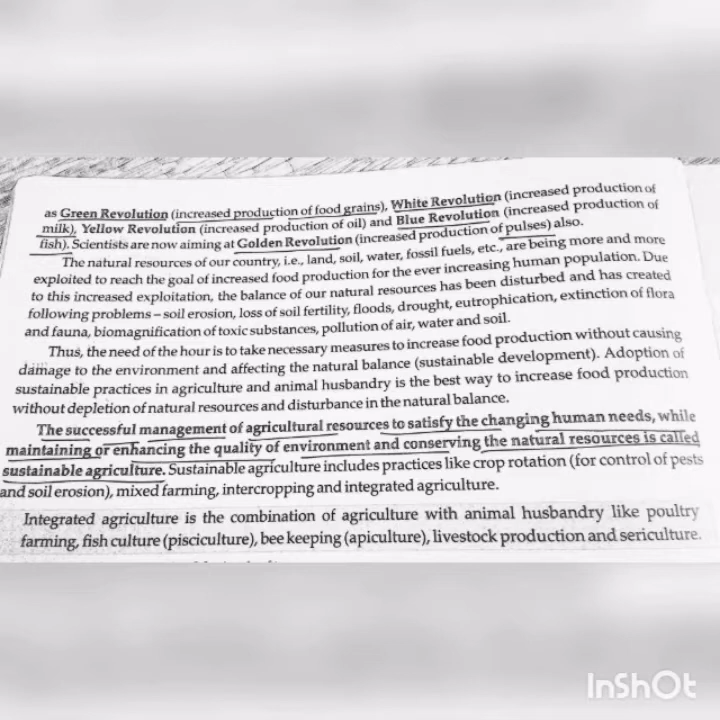 as Green Revolution (increased production of food grains), White Revolution (increased production of
milk), Yellow Revolution (increased production of oil) and Blue Revolution (increased production of
fish). Scientists are now aiming at Golden Revolution (increased production of pulses) also.
The natural resources of our country, i.e., land, soil, water, fossil fuels, etc., are being more and more
exploited to reach the goal of increased food production for the ever increasing human population. Due
to this increased exploitation, the balance of our natural resources has been disturbed and has created
following problems – soil erosion, loss of soil fertility, floods, drought, eutrophication, extinction of flora
and fauna, biomagnification of toxic substances, pollution of air, water and soil.
Thus, the need of the hour is to take necessary measures to increase food production without causing
damage to the environment and affecting the natural balance (sustainable development). Adoption of
sustainable practices in agriculture and animal husbandry is the best way to increase food production
without depletion of natural resources and disturbance in the natural balance.
The successful management of agricultural resources to satisfy the changing human needs, while
maintaining or enhancing the quality of environment and conserving the natural resources is called
sustainable agriculture. Sustainable agriculture includes practices like crop rotation (for control of pests
and soil erosion), mixed farming, intercropping and integrated agriculture.
Integrated agriculture is the combination of agriculture with animal husbandry like poultry
farming, fish culture (pisciculture), bee keeping (apiculture), livestock production and sericulture.
InShOt